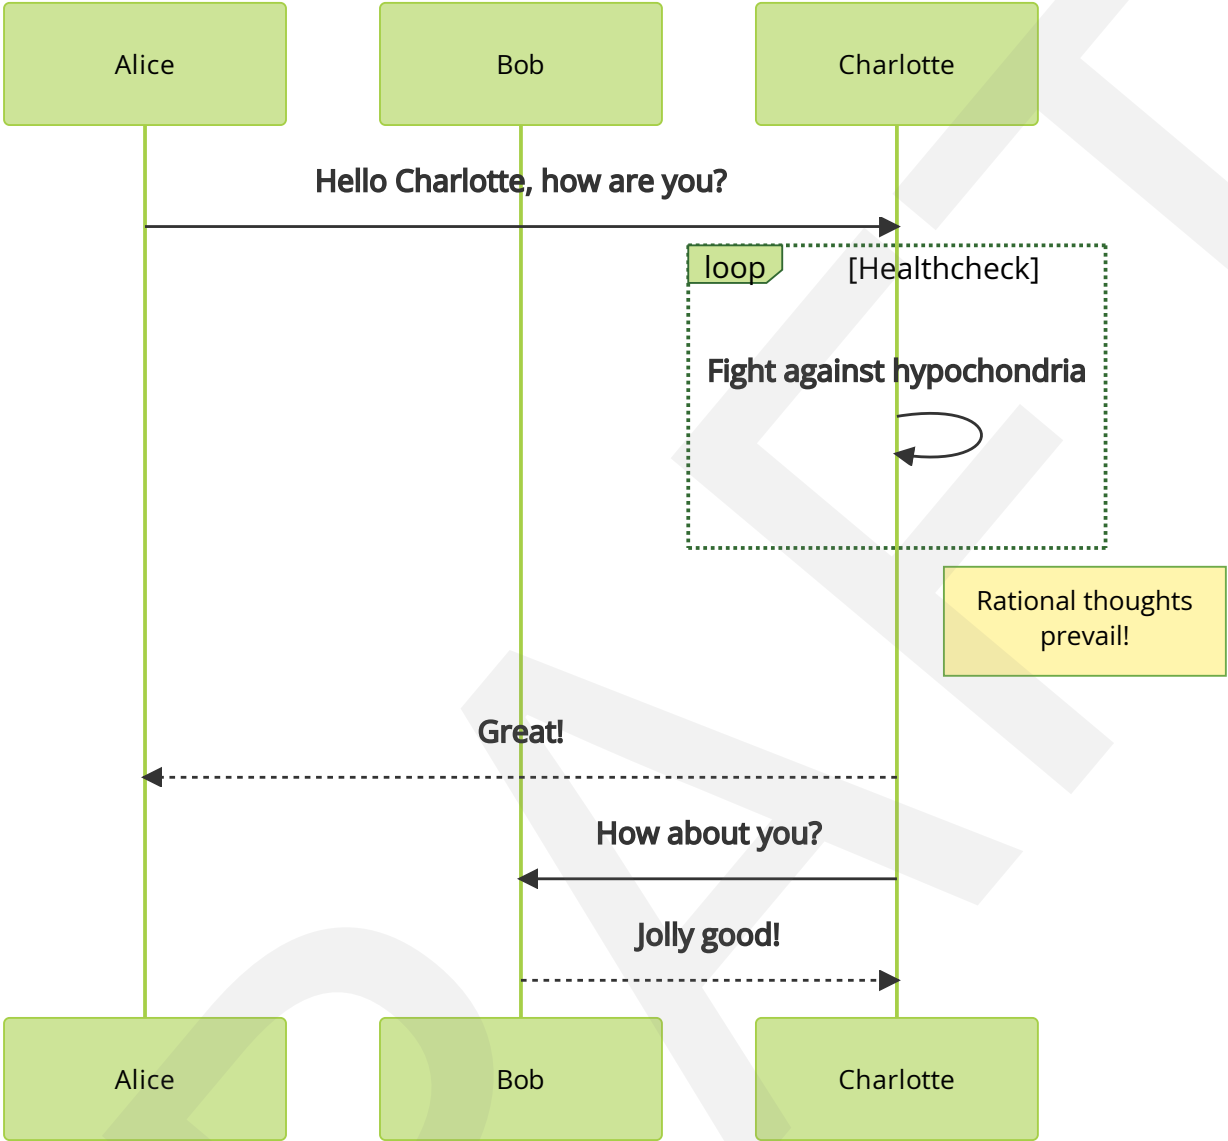 Alice
Bob
Charlotte
Hello Charlotte, how are you?
loop
[Healthcheck]
Fight against hypochondria
Rational thoughts
prevail!
Great!
How about you?
Jolly good!
Alice
Bob
Charlotte